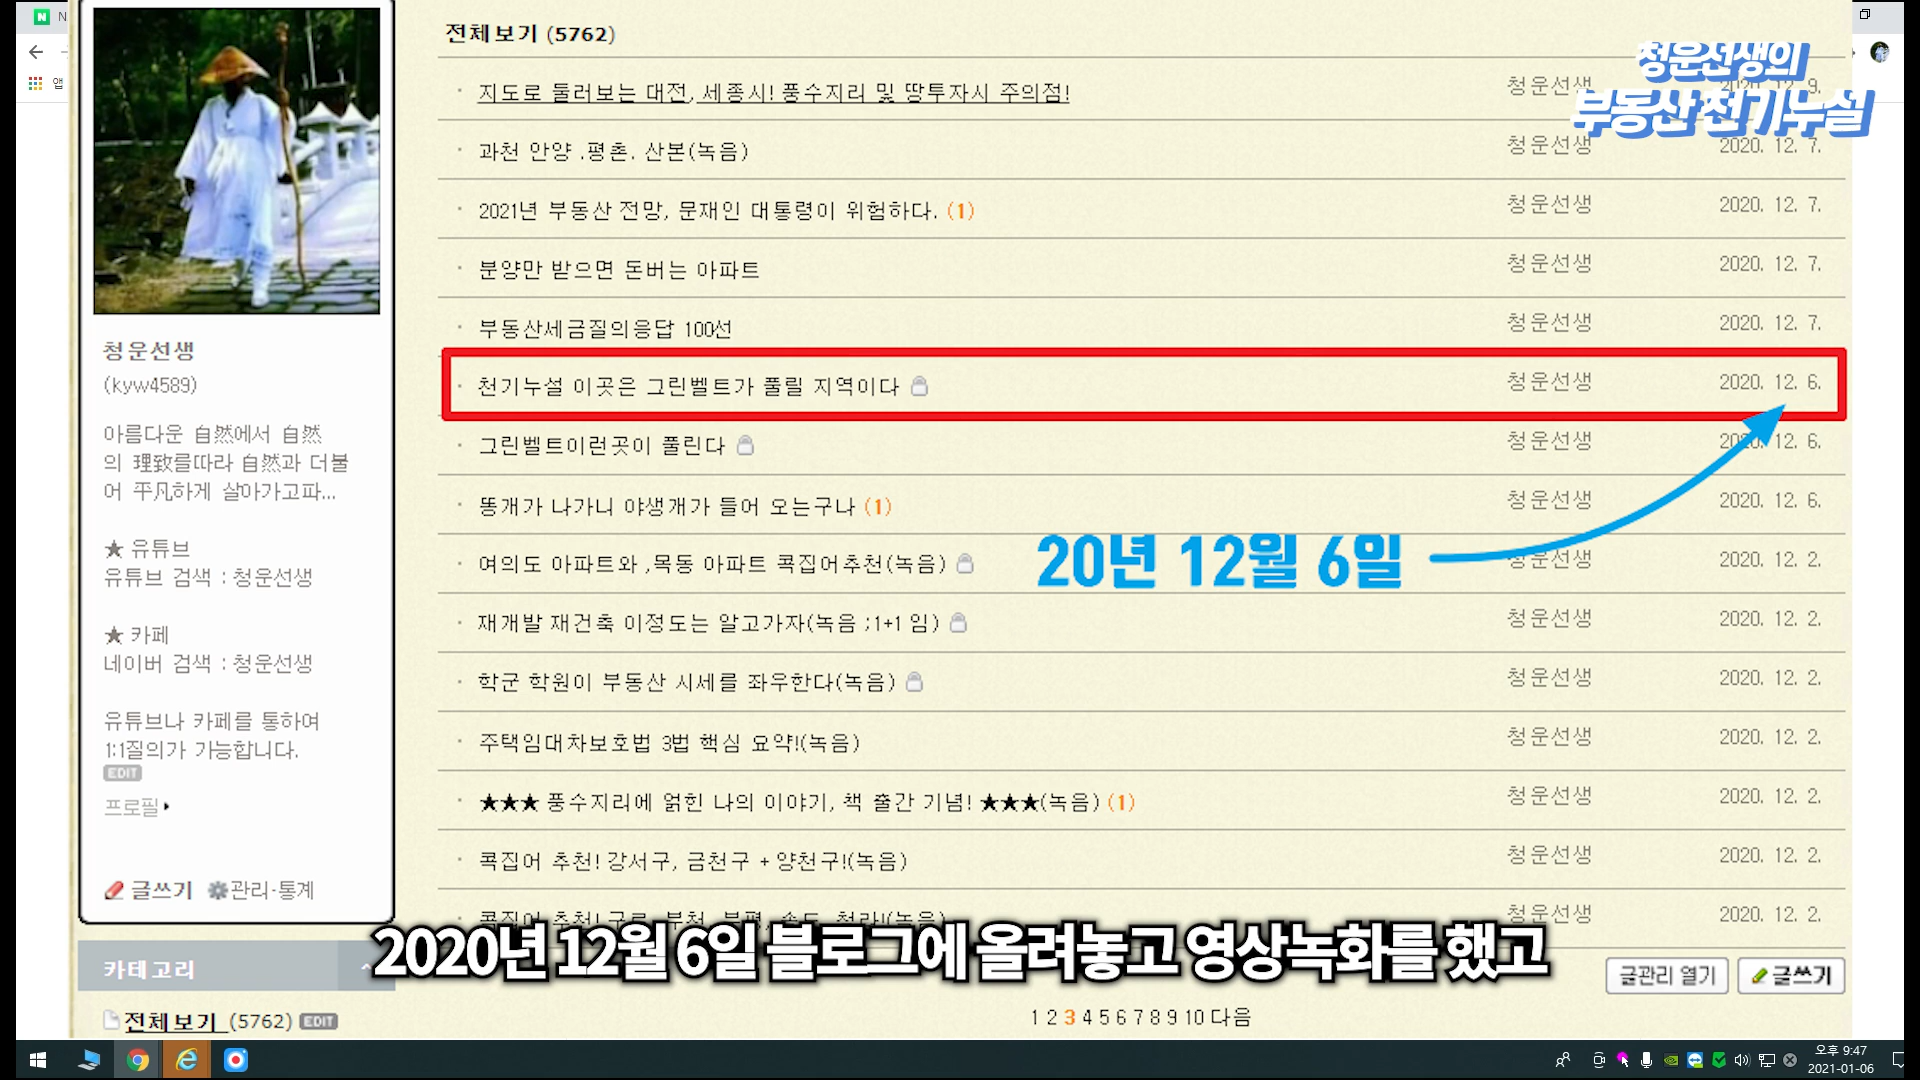 N
앱
청운선생의
부동산 천기누설
청운선생
(kyw4589)
아름다운 自然에서 自然
의 理致를따라 自然과 더불
어 平凡하게 살아가고파...
★ 유튜브
유튜브 검색 : 청운선생
★ 카페
네이버 검색 : 청운선생
유튜브나 카페를 통하여
1:1질의가 가능합니다.
EDIT
프로필
글쓰기 관리·통계
카테고리
전체보기 (5762) EDIT
전체보기 (5762)
지도로 둘러보는 대전, 세종시! 풍수지리 및 땅투자시 주의점! 청운선생 2020. 12. 9.
과천 안양 .평촌. 산본(녹음) 청운선생 2020. 12. 7.
2021년 부동산 전망, 문재인 대통령이 위험하다. (1) 청운선생 2020. 12. 7.
분양만 받으면 돈버는 아파트 청운선생 2020. 12. 7.
부동산세금질의응답 100선 청운선생 2020. 12. 7.
천기누설 이곳은 그린벨트가 풀릴 지역이다 청운선생 2020. 12. 6.
그린벨트이런곳이 풀린다 청운선생 2020. 12. 6.
똥개가 나가니 야생개가 들어 오는구나 (1) 청운선생 2020. 12. 6.
여의도 아파트와 ,목동 아파트 콕집어추천(녹음) 청운선생 2020. 12. 2.
20년 12월 6일
재개발 재건축 이정도는 알고가자(녹음 ;1+1 임) 청운선생 2020. 12. 2.
학군 학원이 부동산 시세를 좌우한다(녹음) 청운선생 2020. 12. 2.
주택임대차보호법 3법 핵심 요약!(녹음) 청운선생 2020. 12. 2.
★★★ 풍수지리에 얽힌 나의 이야기, 책 출간 기념! ★★★(녹음) (1) 청운선생 2020. 12. 2.
콕집어 추천! 강서구, 금천구 + 양천구!(녹음) 청운선생 2020. 12. 2.
콕집어 추천! 구로, 부천, 부평, 송도, 청라!(녹음) 청운선생 2020. 12. 2.
2020년 12월 6일 블로그에 올려놓고 영상녹화를 했고
글관리 열기 글쓰기
1 2 3 4 5 6 7 8 9 10 다음
오후 9:47
2021-01-06